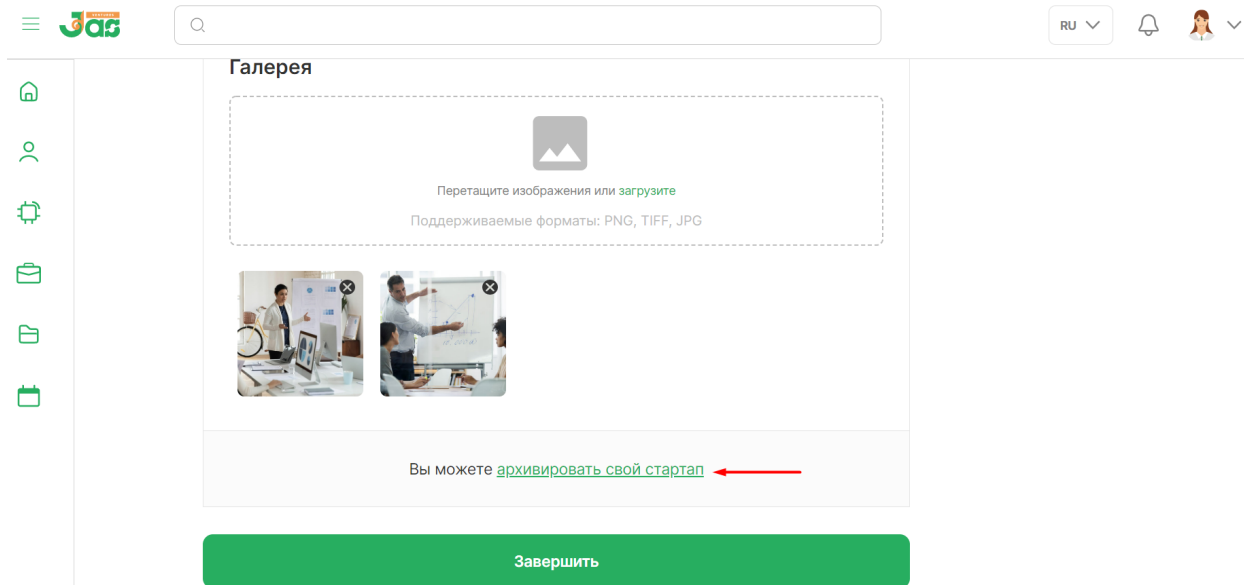 Jas
RU
Галерея
Перетащите изображения или загрузите
Поддерживаемые форматы: PNG, TIFF, JPG
Вы можете архивировать свой стартап
Завершить